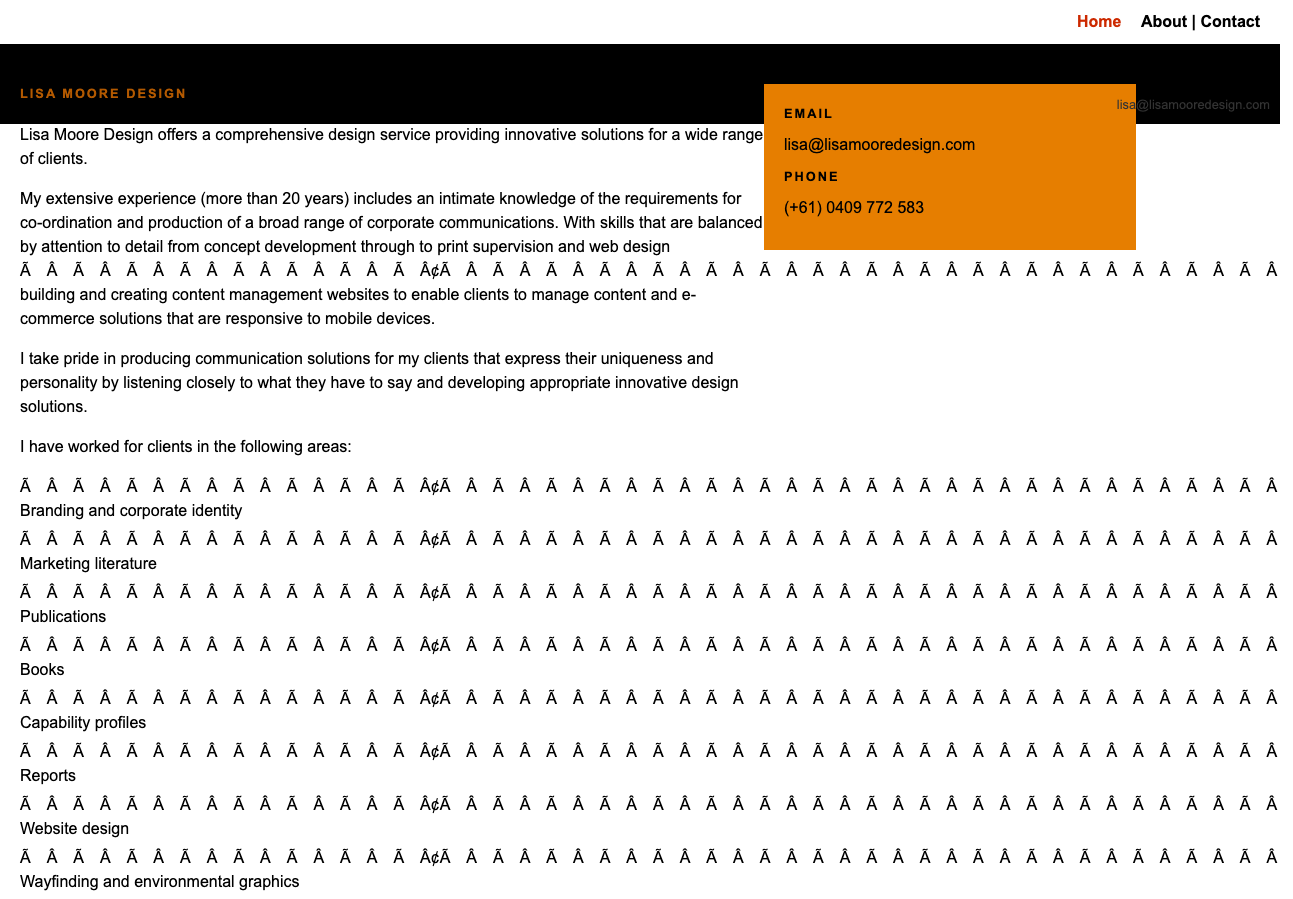 Home About | Contact
LISA MOORE DESIGN
lisa@lisamooredesign.com
EMAIL
lisa@lisamooredesign.com
PHONE
(+61) 0409 772 583
Lisa Moore Design offers a comprehensive design service providing innovative solutions for a wide range
of clients.
My extensive experience (more than 20 years) includes an intimate knowledge of the requirements for
co-ordination and production of a broad range of corporate communications. With skills that are balanced
by attention to detail from concept development through to print supervision and web design
Ã Â Ã Â Ã Â Ã Â Ã Â Ã Â Ã Â Ã Â¢Ã Â Ã Â Ã Â Ã Â Ã Â Ã Â Ã Â Ã Â Ã Â Ã Â Ã Â Ã Â Ã Â Ã Â Ã Â Ã Â
building and creating content management websites to enable clients to manage content and e-
commerce solutions that are responsive to mobile devices.
I take pride in producing communication solutions for my clients that express their uniqueness and
personality by listening closely to what they have to say and developing appropriate innovative design
solutions.
I have worked for clients in the following areas:
Ã Â Ã Â Ã Â Ã Â Ã Â Ã Â Ã Â Ã Â¢Ã Â Ã Â Ã Â Ã Â Ã Â Ã Â Ã Â Ã Â Ã Â Ã Â Ã Â Ã Â Ã Â Ã Â Ã Â Ã Â
Branding and corporate identity
Ã Â Ã Â Ã Â Ã Â Ã Â Ã Â Ã Â Ã Â¢Ã Â Ã Â Ã Â Ã Â Ã Â Ã Â Ã Â Ã Â Ã Â Ã Â Ã Â Ã Â Ã Â Ã Â Ã Â Ã Â
Marketing literature
Ã Â Ã Â Ã Â Ã Â Ã Â Ã Â Ã Â Ã Â¢Ã Â Ã Â Ã Â Ã Â Ã Â Ã Â Ã Â Ã Â Ã Â Ã Â Ã Â Ã Â Ã Â Ã Â Ã Â Ã Â
Publications
Ã Â Ã Â Ã Â Ã Â Ã Â Ã Â Ã Â Ã Â¢Ã Â Ã Â Ã Â Ã Â Ã Â Ã Â Ã Â Ã Â Ã Â Ã Â Ã Â Ã Â Ã Â Ã Â Ã Â Ã Â
Books
Ã Â Ã Â Ã Â Ã Â Ã Â Ã Â Ã Â Ã Â¢Ã Â Ã Â Ã Â Ã Â Ã Â Ã Â Ã Â Ã Â Ã Â Ã Â Ã Â Ã Â Ã Â Ã Â Ã Â Ã Â
Capability profiles
Ã Â Ã Â Ã Â Ã Â Ã Â Ã Â Ã Â Ã Â¢Ã Â Ã Â Ã Â Ã Â Ã Â Ã Â Ã Â Ã Â Ã Â Ã Â Ã Â Ã Â Ã Â Ã Â Ã Â Ã Â
Reports
Ã Â Ã Â Ã Â Ã Â Ã Â Ã Â Ã Â Ã Â¢Ã Â Ã Â Ã Â Ã Â Ã Â Ã Â Ã Â Ã Â Ã Â Ã Â Ã Â Ã Â Ã Â Ã Â Ã Â Ã Â
Website design
Ã Â Ã Â Ã Â Ã Â Ã Â Ã Â Ã Â Ã Â¢Ã Â Ã Â Ã Â Ã Â Ã Â Ã Â Ã Â Ã Â Ã Â Ã Â Ã Â Ã Â Ã Â Ã Â Ã Â Ã Â
Wayfinding and environmental graphics